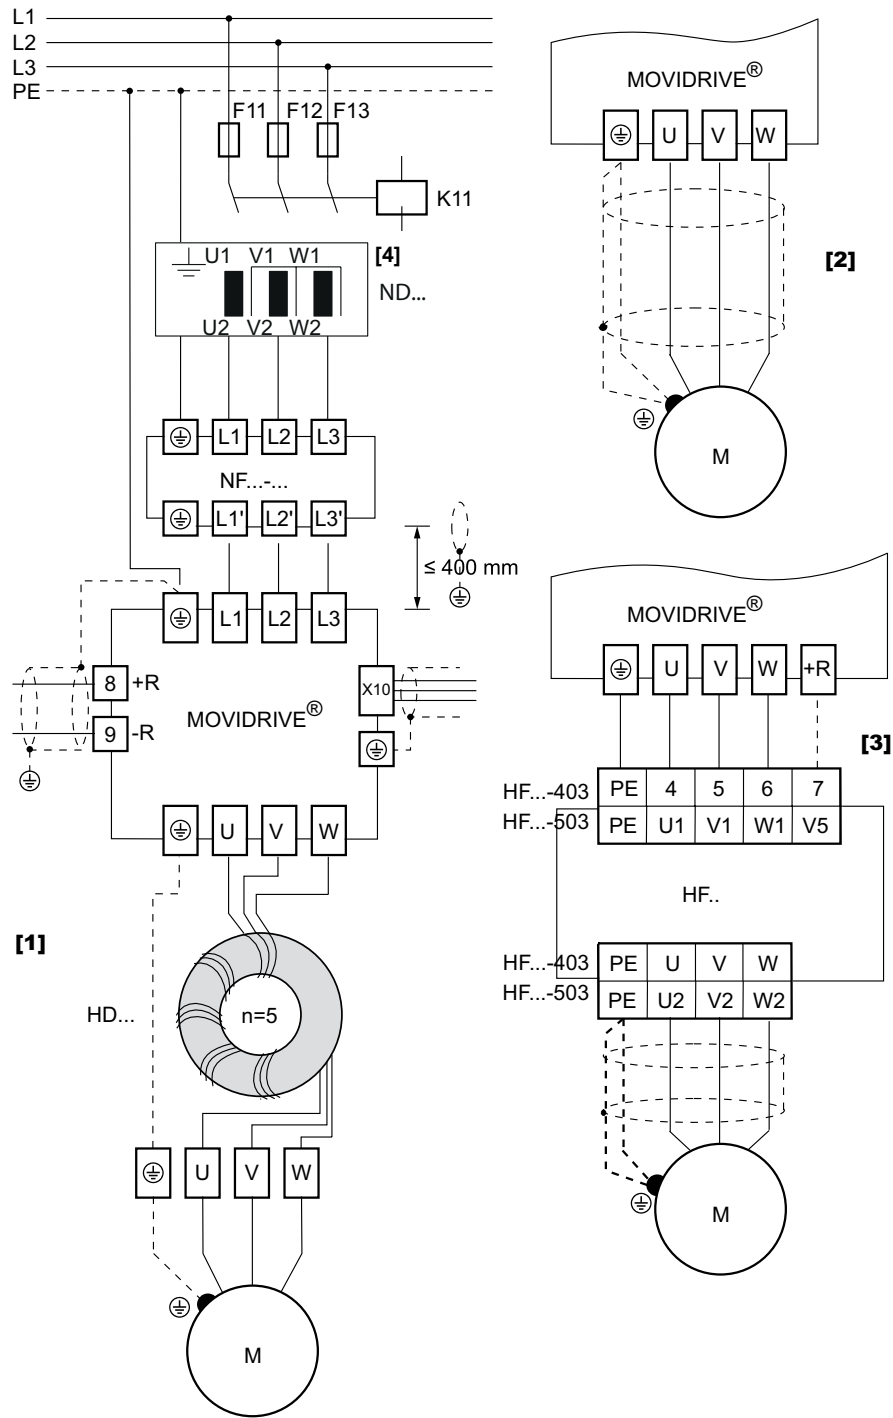 L1
L2
L3
PE
F11 F12 F13
K11
U1 V1 W1
[4]
ND...
U2 V2 W2
L1 L2 L3
NF...-...
L1' L2' L3'
≤ 400 mm
L1 L2 L3
8 +R
X10
9 -R
MOVIDRIVE®
U V W
[1]
HD...
n=5
U V W
M
MOVIDRIVE®
U V W
[2]
M
MOVIDRIVE®
U V W +R
[3]
HF...-403 PE 4 5 6 7
HF...-503 PE U1 V1 W1 V5
HF..
HF...-403 PE U V W
HF...-503 PE U2 V2 W2
M